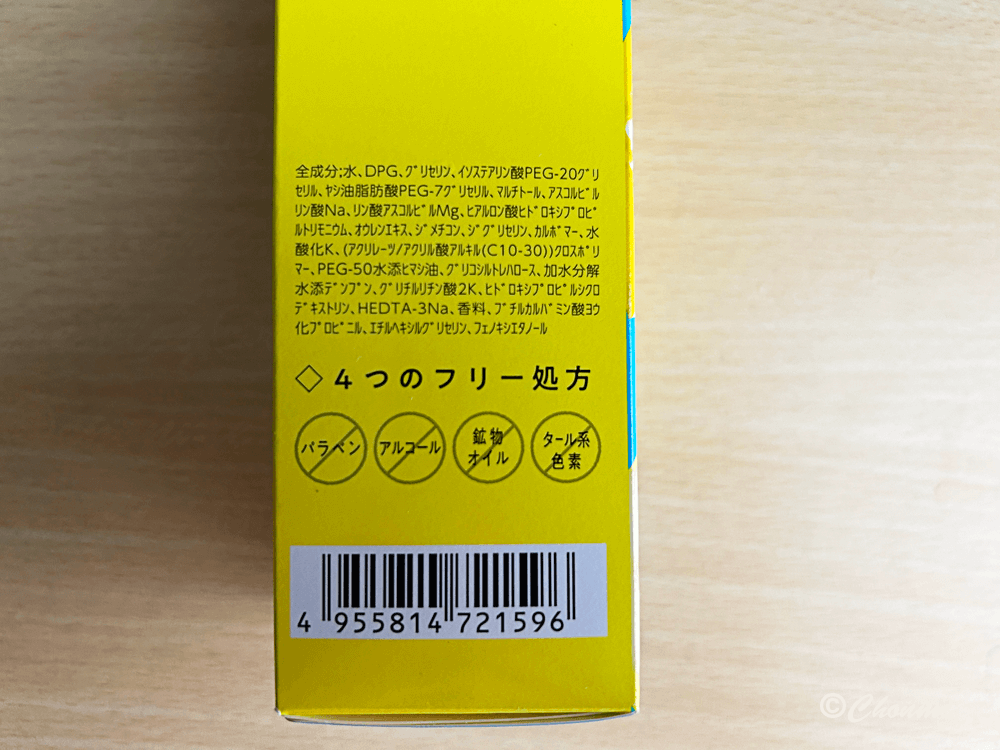 全成分:水、DPG、グリセリン、イソステアリン酸PEG-20グリ
セリル、ヤシ油脂肪酸PEG-7グリセリル、マルチトール、アスコルビル
リン酸Na、リン酸アスコルビルMg、ヒアルロン酸ヒドロキシプロピ
ルトリモニウム、オウレンエキス、ジメチコン、ジグリセリン、カルボマー、水
酸化K、(アクリレーツ/アクリル酸アルキル(C10-30))クロスポリ
マー、PEG-50水添ヒマシ油、グリコシルトレハロース、加水分解
水添デンプン、グリチルリチン酸2K、ヒドロキシプロピルシクロ
デキストリン、HEDTA-3Na、香料、ブチルカルバミン酸ヨウ
化プロピニル、エチルヘキシルグリセリン、フェノキシエタノール
◇4つのフリー処方
パラベン
アルコール
鉱物
オイル
タール系
色素
4 955814 721596